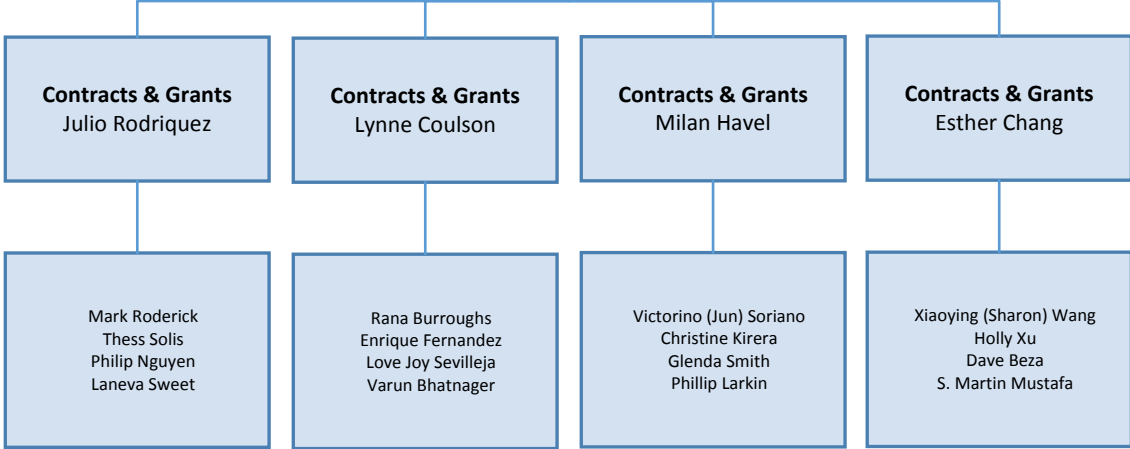 Contracts & Grants
Julio Rodriquez
Contracts & Grants
Lynne Coulson
Contracts & Grants
Milan Havel
Contracts & Grants
Esther Chang
Mark Roderick
Thess Solis
Philip Nguyen
Laneva Sweet
Rana Burroughs
Enrique Fernandez
Love Joy Sevilleja
Varun Bhatnager
Victorino (Jun) Soriano
Christine Kirera
Glenda Smith
Phillip Larkin
Xiaoying (Sharon) Wang
Holly Xu
Dave Beza
S. Martin Mustafa